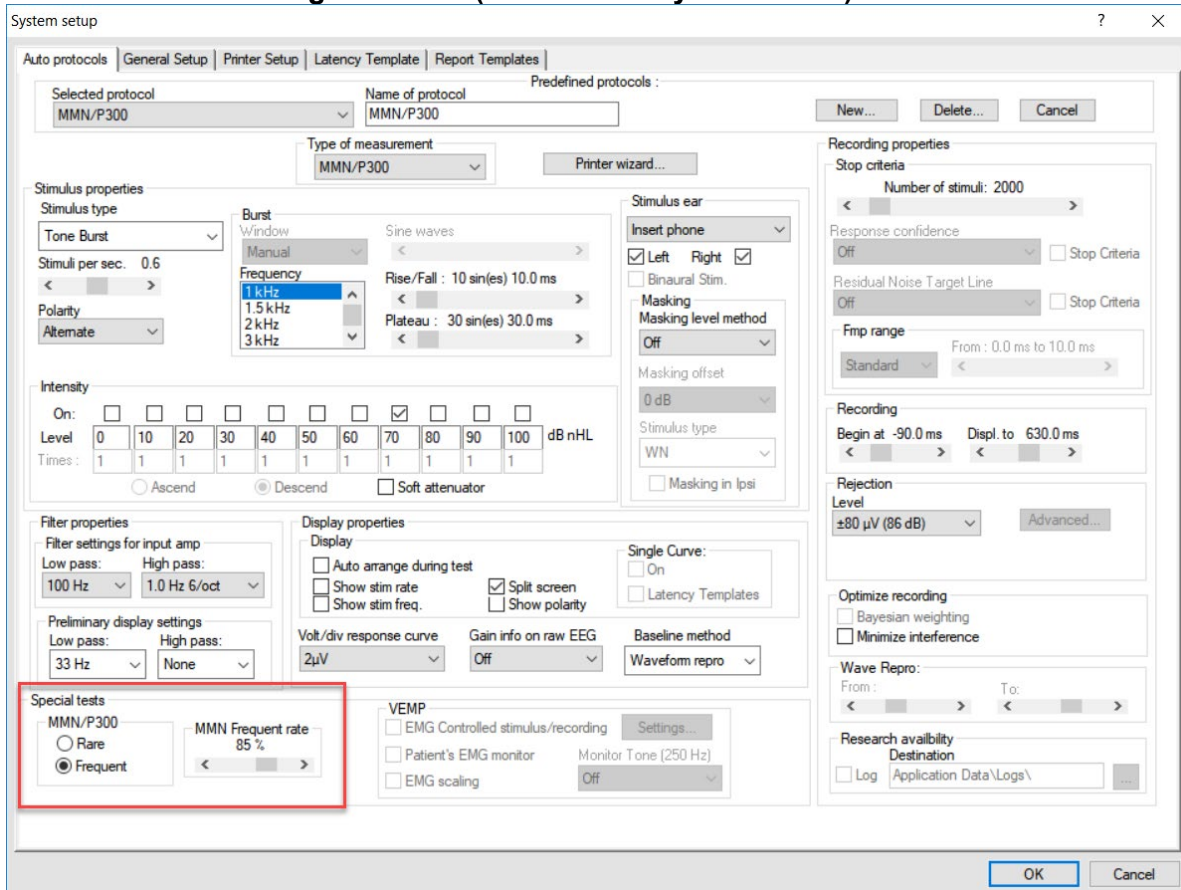 System setup ? ×
Auto protocols General Setup Printer Setup Latency Template Report Templates
Predefined protocols :
Selected protocol Name of protocol
MMN/P300 MMN/P300 New... Delete... Cancel
Type of measurement
MMN/P300 Printer wizard...
Stimulus properties
Stimulus type
Tone Burst
Stimuli per sec. 0.6
Polarity
Alternate
Burst
Window
Manual
Sine waves
Frequency
1 kHz
1.5 kHz
2 kHz
3 kHz
Rise/Fall : 10 sin(es) 10.0 ms
Plateau : 30 sin(es) 30.0 ms
Intensity
On:
Level 0 10 20 30 40 50 60 70 80 90 100 dB nHL
Times : 1 1 1 1 1 1 1 1 1 1 1
Ascend Descend Soft attenuator
Stimulus ear
Insert phone
Left Right
Binaural Stim.
Masking
Masking level method
Off
Masking offset
0 dB
Stimulus type
WN
Masking in Ipsi
Recording properties
Stop criteria
Number of stimuli: 2000
Response confidence
Off Stop Criteria
Residual Noise Target Line
Off Stop Criteria
Fmp range
Standard From : 0.0 ms to 10.0 ms
Recording
Begin at -90.0 ms Displ. to 630.0 ms
Rejection
Level
±80 µV (86 dB) Advanced...
Optimize recording
Bayesian weighting
Minimize interference
Wave Repro:
From : To:
Research availbility
Destination
Log Application Data\Logs\ ...
Filter properties
Filter settings for input amp
Low pass: High pass:
100 Hz 1.0 Hz 6/oct
Preliminary display settings
Low pass: High pass:
33 Hz None
Display properties
Display
Auto arrange during test
Show stim rate Split screen
Show stim freq. Show polarity
Single Curve:
On
Latency Templates
Volt/div response curve Gain info on raw EEG Baseline method
2µV Off Waveform repro
Special tests
MMN/P300
Rare
Frequent
MMN Frequent rate
85 %
VEMP
EMG Controlled stimulus/recording Settings...
Patient's EMG monitor Monitor Tone (250 Hz)
EMG scaling Off
OK Cancel